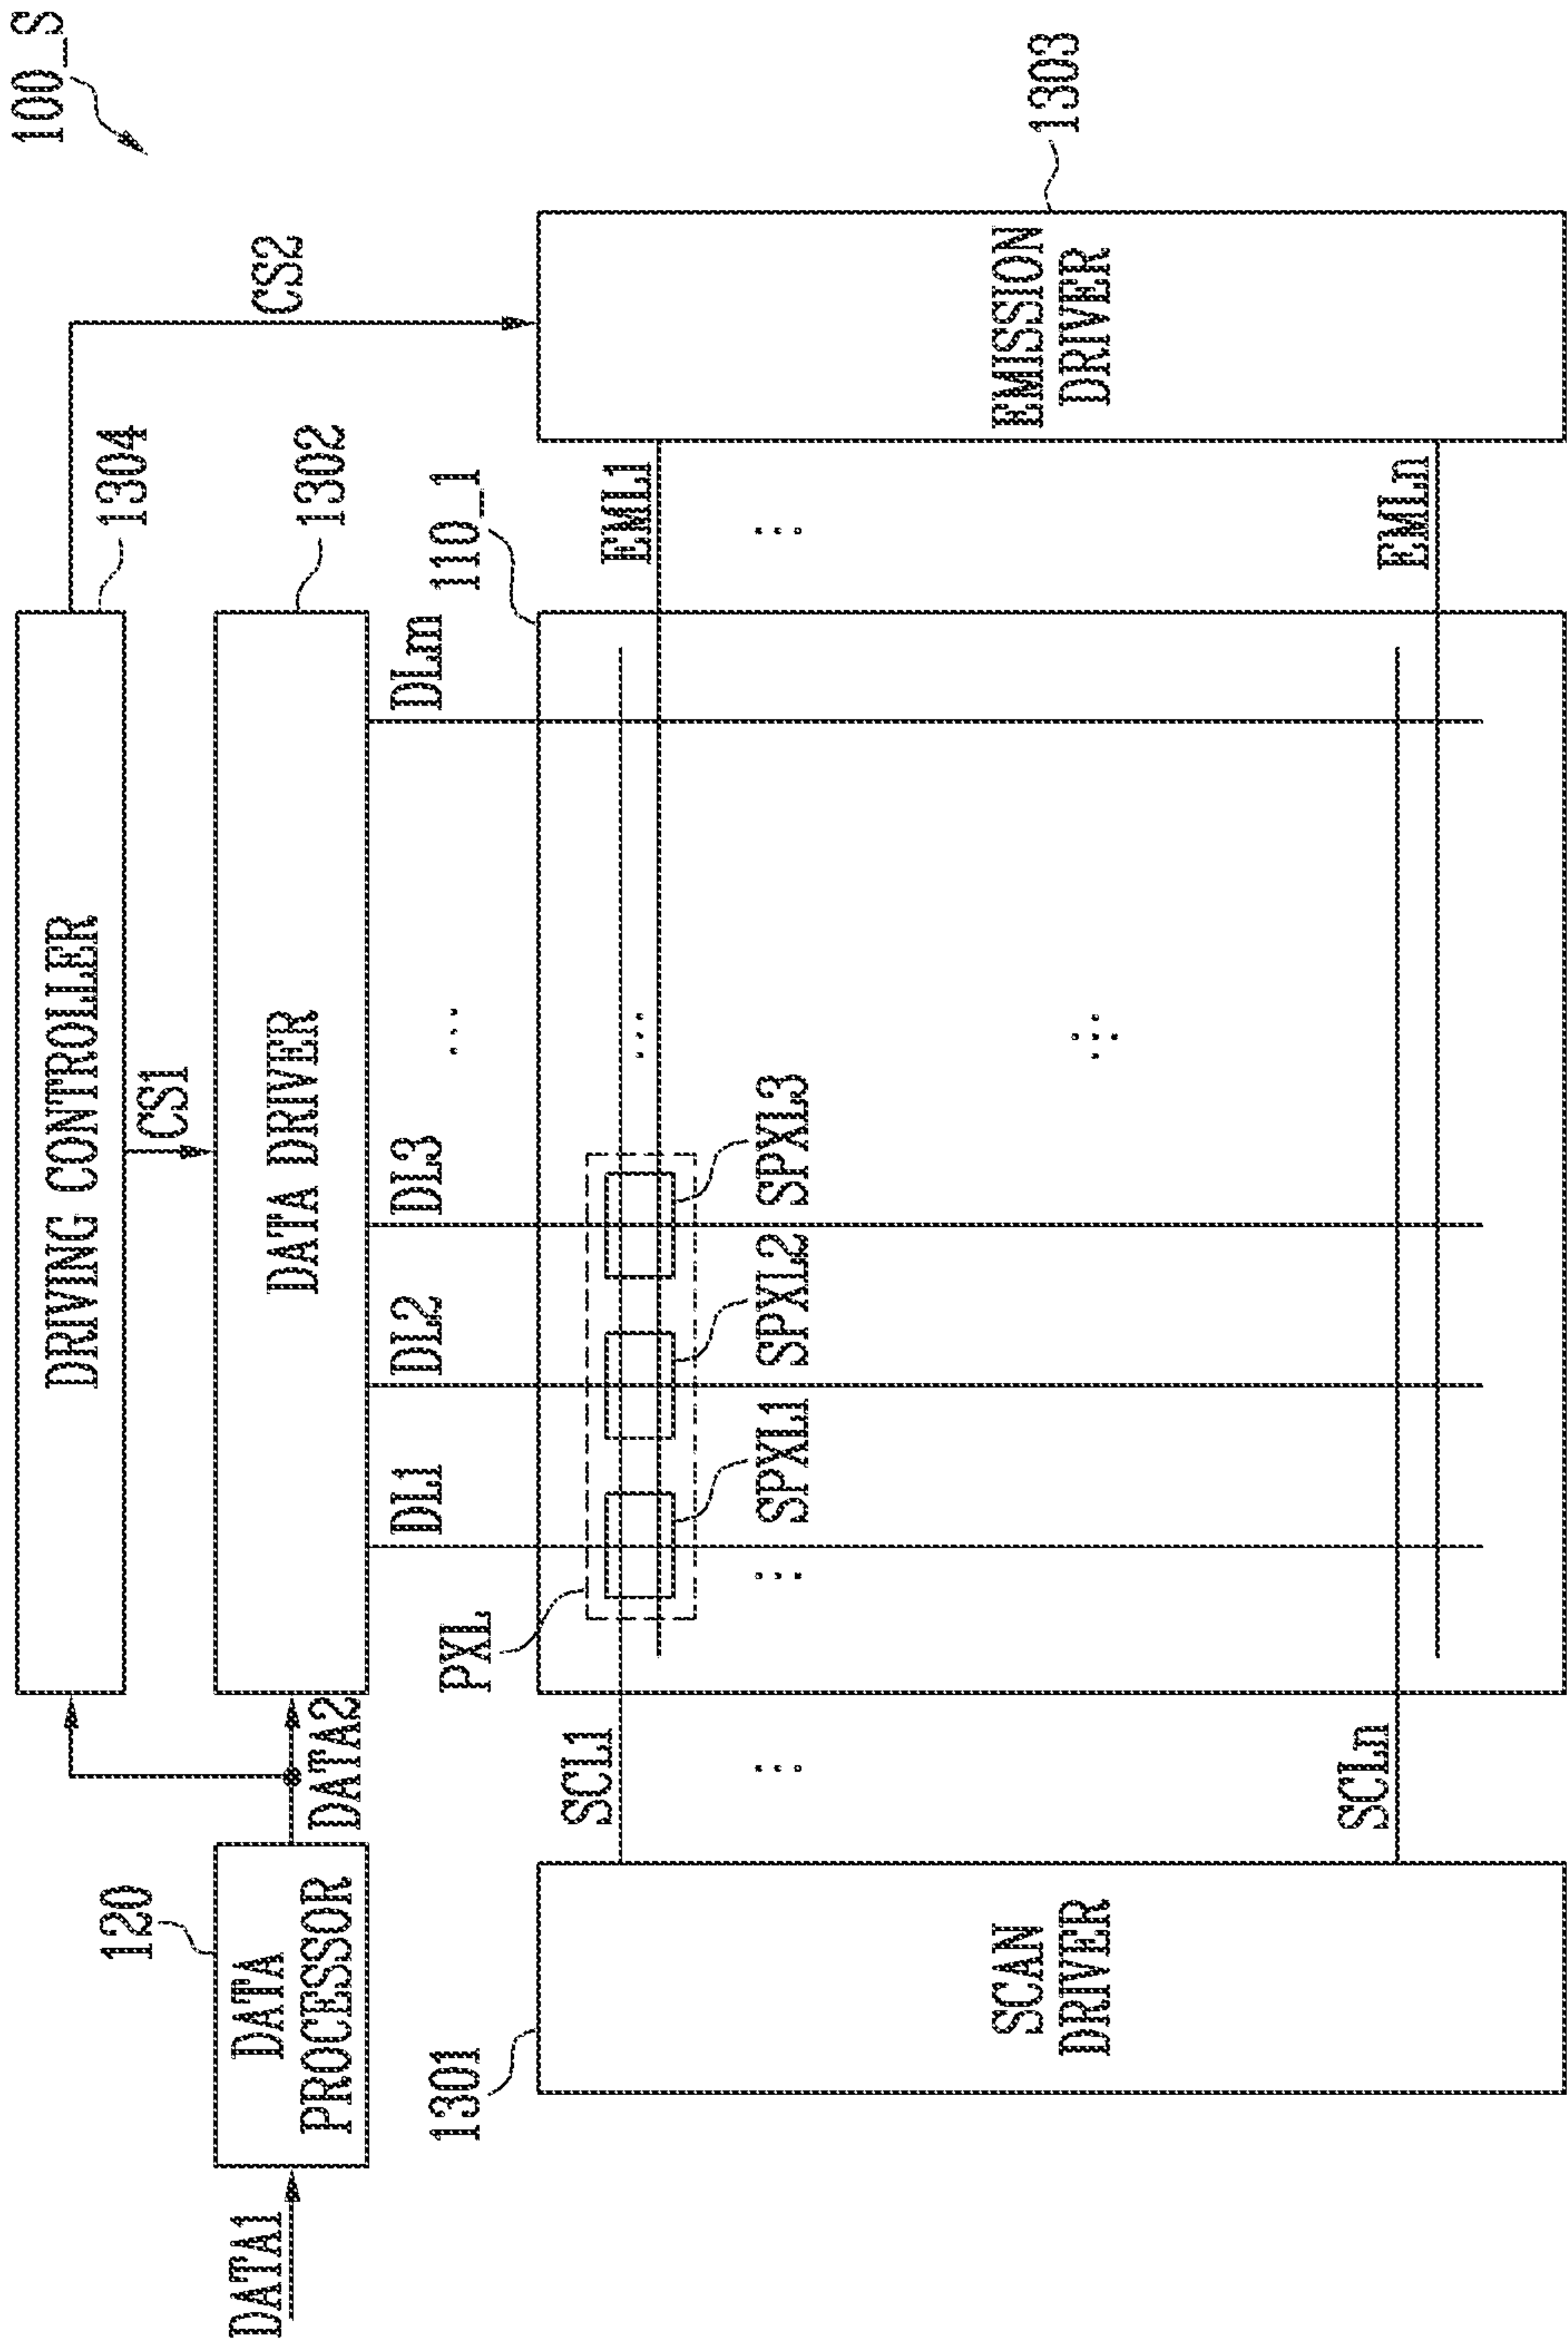 100_S
1304
DRIVING CONTROLLER
CS1
CS2
120
1302
DATA1
DATA
PROCESSOR
DATA2
DATA DRIVER
DL1
DL2
DL3
...
DLm
1301
PXL
110_1
SCL1
...
EML1
1303
SCAN
DRIVER
...
SPXL1
SPXL2
SPXL3
...
...
EMISSION
DRIVER
SCLn
EMLn